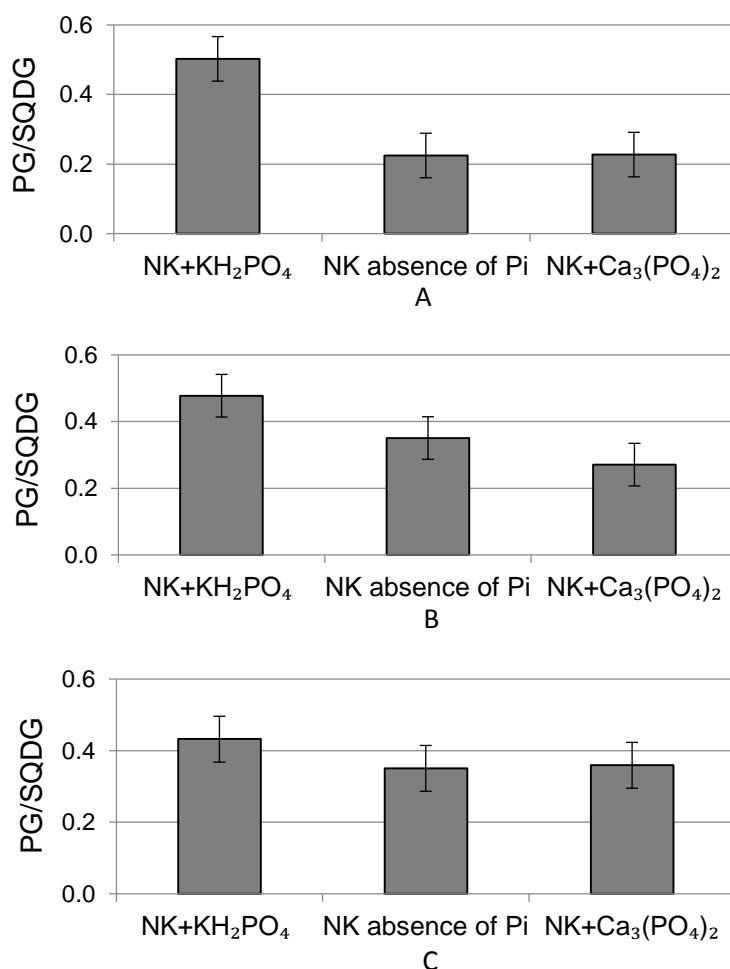 PG/SQDG
0.6
0.4
0.2
0.0
NK+KH₂PO₄ NK absence of Pi NK+Ca₃(PO₄)₂
A
PG/SQDG
0.6
0.4
0.2
0.0
NK+KH₂PO₄ NK absence of Pi NK+Ca₃(PO₄)₂
B
PG/SQDG
0.6
0.4
0.2
0.0
NK+KH₂PO₄ NK absence of Pi NK+Ca₃(PO₄)₂
C